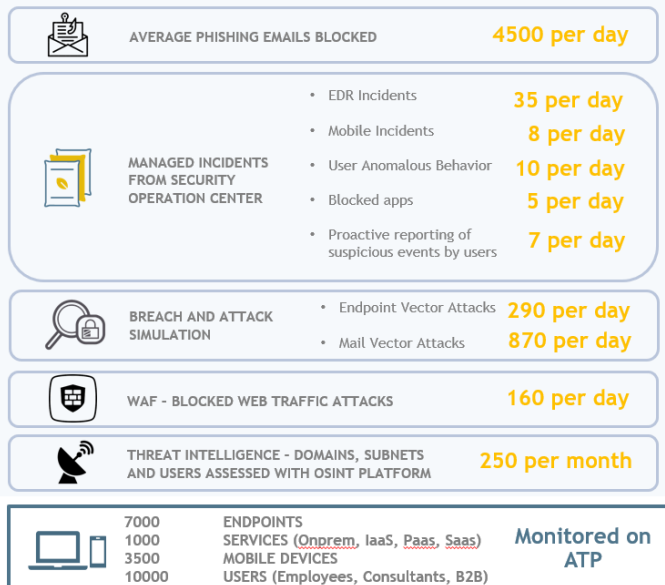 AVERAGE PHISHING EMAILS BLOCKED
4500 per day
MANAGED INCIDENTS
FROM SECURITY
OPERATION CENTER
• EDR Incidents
35 per day
• Mobile Incidents
8 per day
• User Anomalous Behavior
10 per day
• Blocked apps
5 per day
• Proactive reporting of
suspicious events by users
7 per day
BREACH AND ATTACK
SIMULATION
• Endpoint Vector Attacks
290 per day
• Mail Vector Attacks
870 per day
WAF - BLOCKED WEB TRAFFIC ATTACKS
160 per day
THREAT INTELLIGENCE - DOMAINS, SUBNETS
AND USERS ASSESSED WITH OSINT PLATFORM
250 per month
7000 ENDPOINTS
1000 SERVICES (Onprem, IaaS, Paas, Saas)
3500 MOBILE DEVICES
10000 USERS (Employees, Consultants, B2B)
Monitored on
ATP